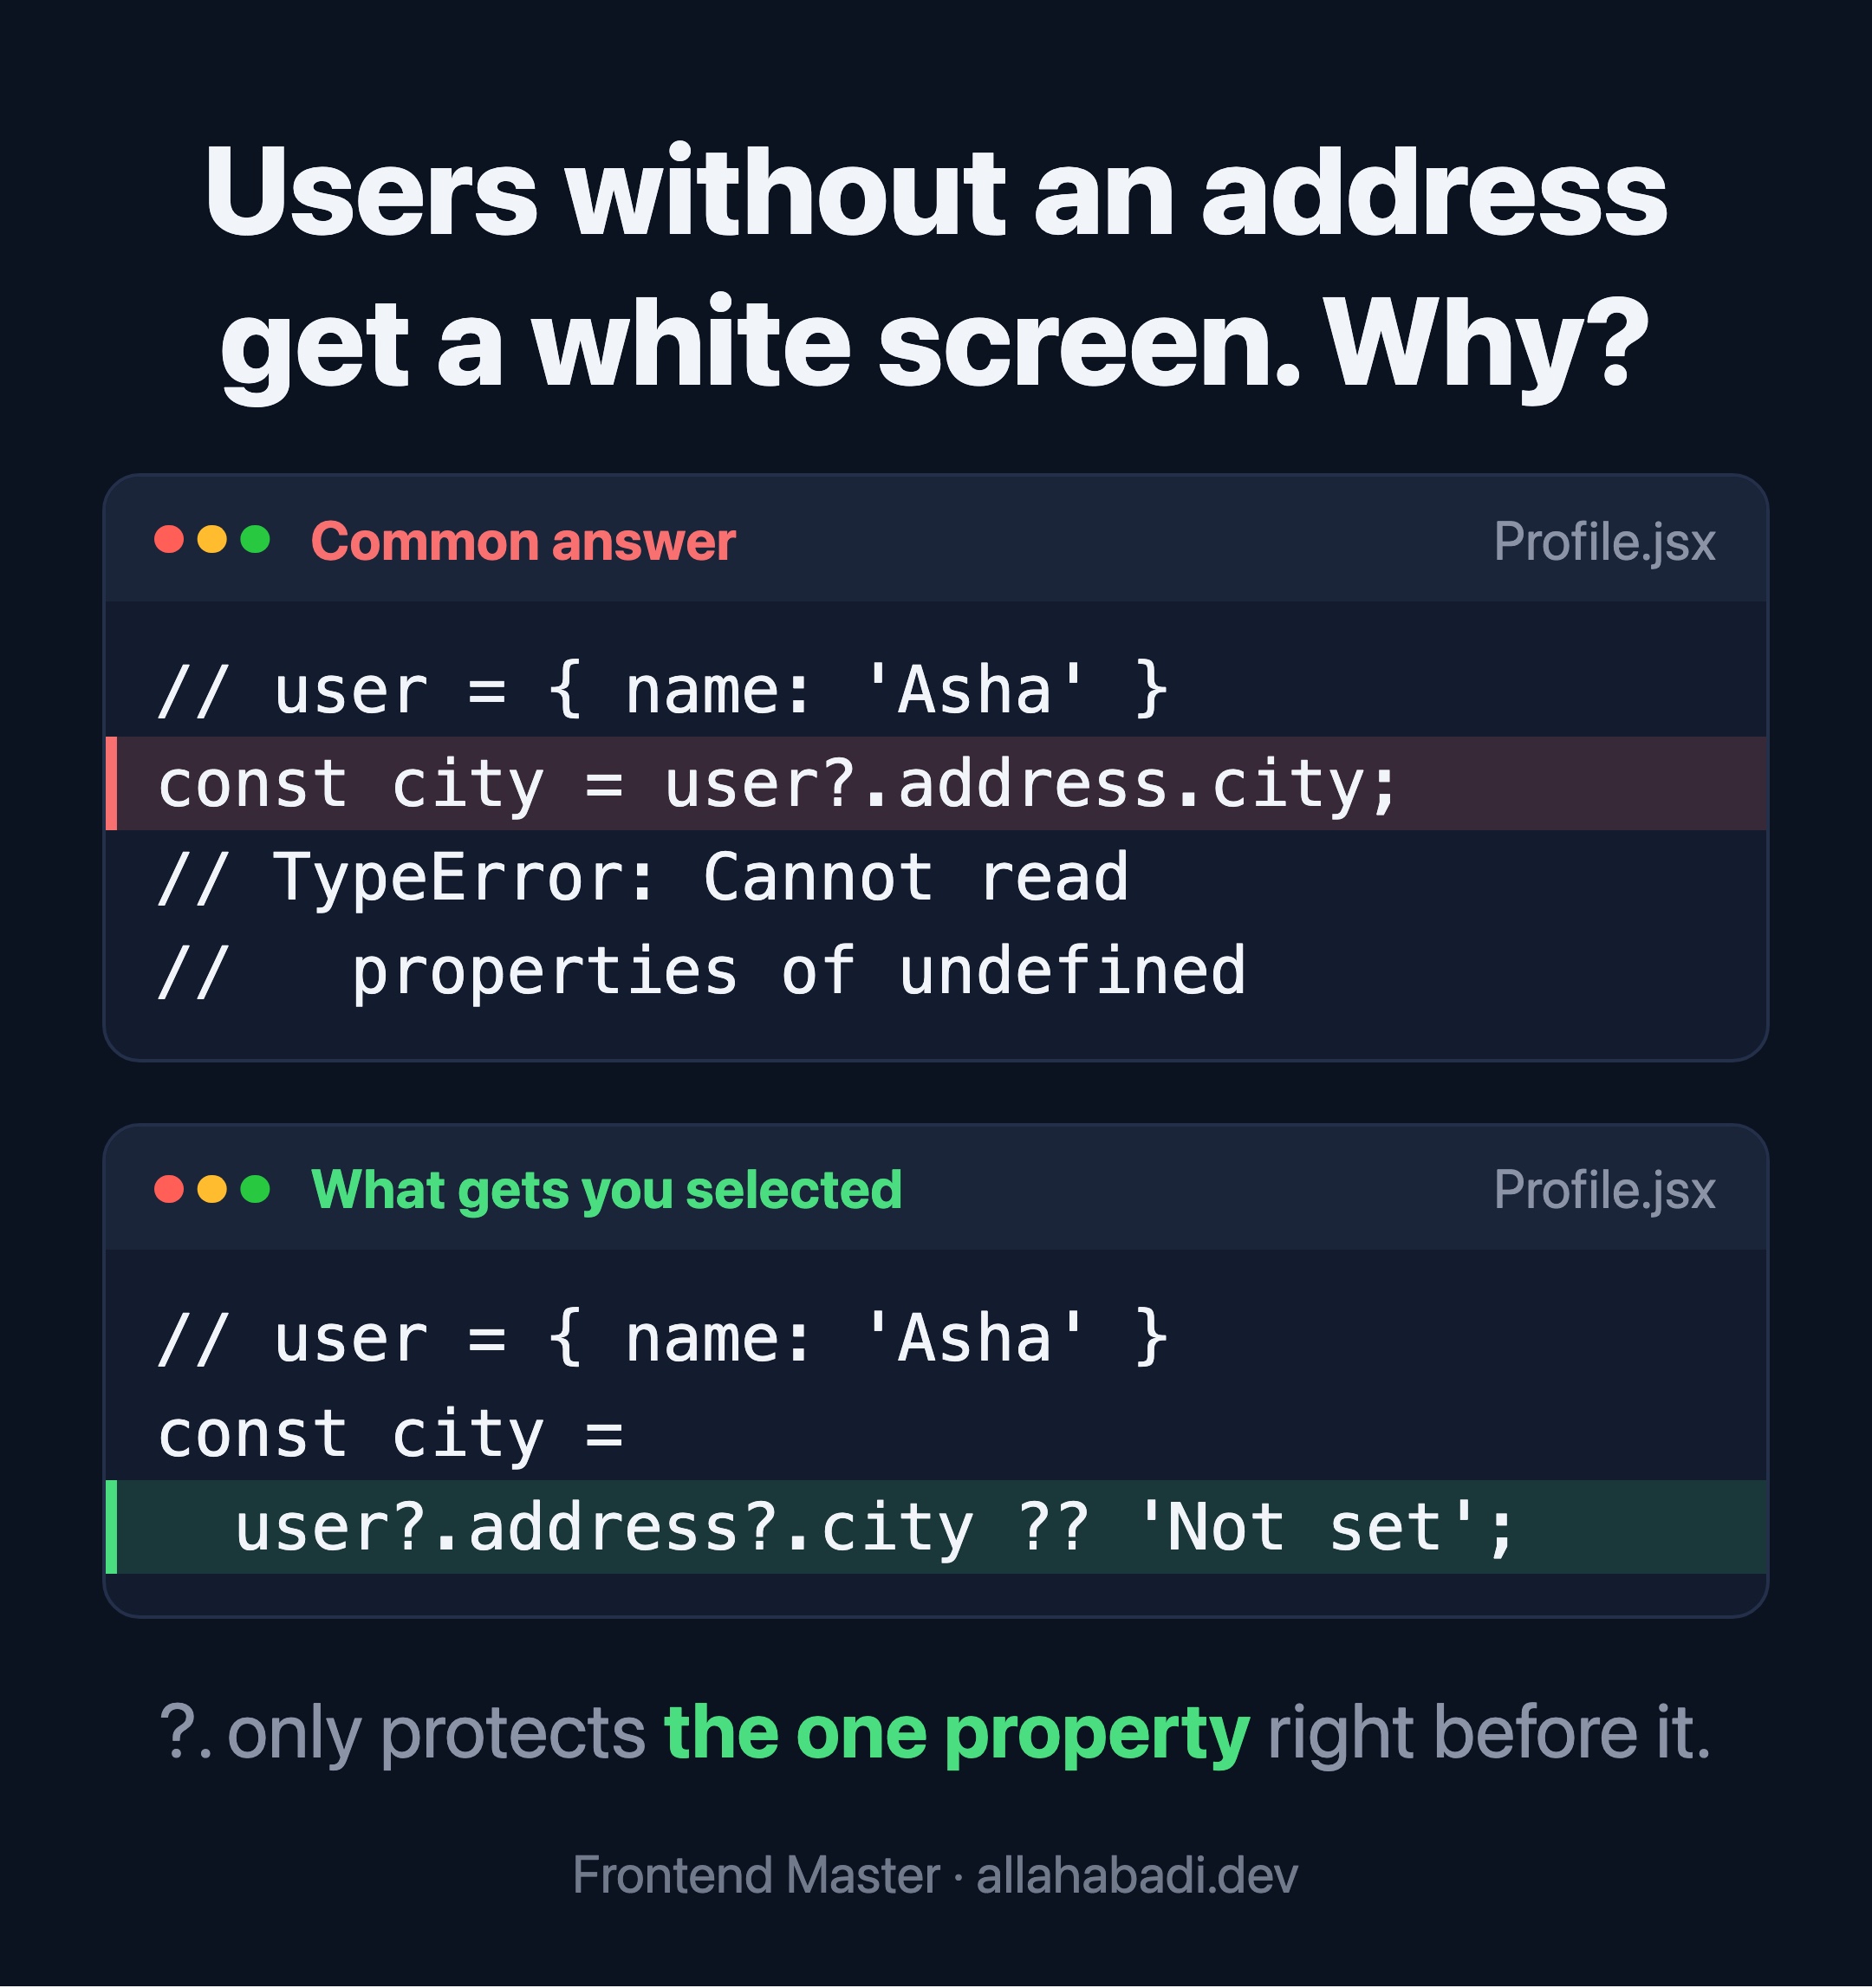 Users without an address
get a white screen. Why?
Common answer
Profile.jsx
// user = { name: 'Asha' }
const city = user?.address.city;
// TypeError: Cannot read
//   properties of undefined
What gets you selected
Profile.jsx
// user = { name: 'Asha' }
const city =
  user?.address?.city ?? 'Not set';
?. only protects the one property right before it.
Frontend Master · allahabadi.dev